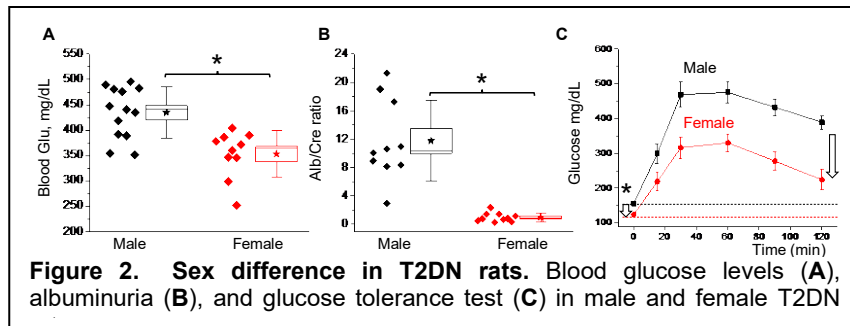 A
B
C
550
500
450
400
350
300
250
200
Blood Glu, mg/dL
*
Male
Female
24
20
16
12
8
4
0
Alb/Cre ratio
*
Male
Female
600
500
400
300
200
100
Glucose mg/dL
Male
Female
*
0 20 40 60 80 100 120
Time (min)
Figure 2. Sex difference in T2DN rats. Blood glucose levels (A),
albuminuria (B), and glucose tolerance test (C) in male and female T2DN